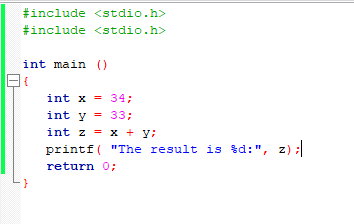 #include <stdio.h>
#include <stdio.h>
int main ()
{
int x = 34;
int y = 33;
int z = x + y;
printf( "The result is %d:", z);
return 0;
}